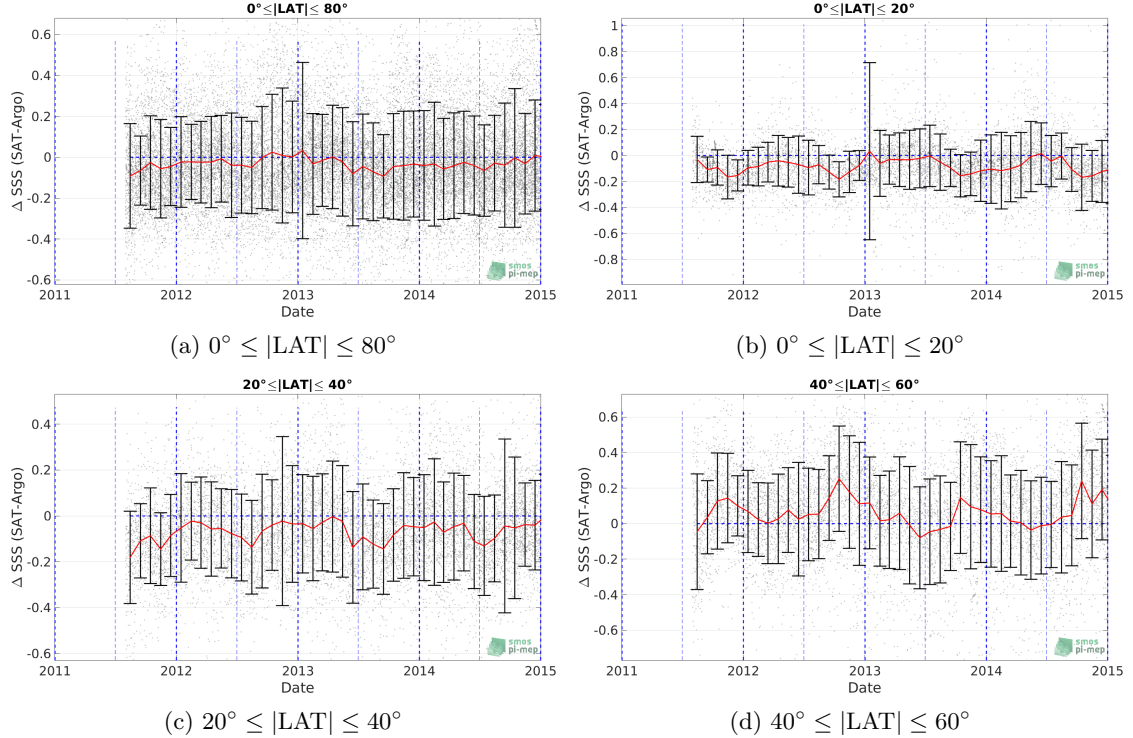 0°≤|LAT|≤ 80°
Δ SSS (SAT-Argo)
0.6
0.4
0.2
0
-0.2
-0.4
-0.6
2011 2012 2013 2014 2015
Date
smos
pi-mep
(a) 0° ≤ |LAT| ≤ 80°
0°≤|LAT|≤ 20°
Δ SSS (SAT-Argo)
1
0.8
0.6
0.4
0.2
0
-0.2
-0.4
-0.6
-0.8
2011 2012 2013 2014 2015
Date
smos
pi-mep
(b) 0° ≤ |LAT| ≤ 20°
20°≤|LAT|≤ 40°
Δ SSS (SAT-Argo)
0.4
0.2
0
-0.2
-0.4
-0.6
2011 2012 2013 2014 2015
Date
smos
pi-mep
(c) 20° ≤ |LAT| ≤ 40°
40°≤|LAT|≤ 60°
Δ SSS (SAT-Argo)
0.6
0.4
0.2
0
-0.2
-0.4
-0.6
2011 2012 2013 2014 2015
Date
smos
pi-mep
(d) 40° ≤ |LAT| ≤ 60°